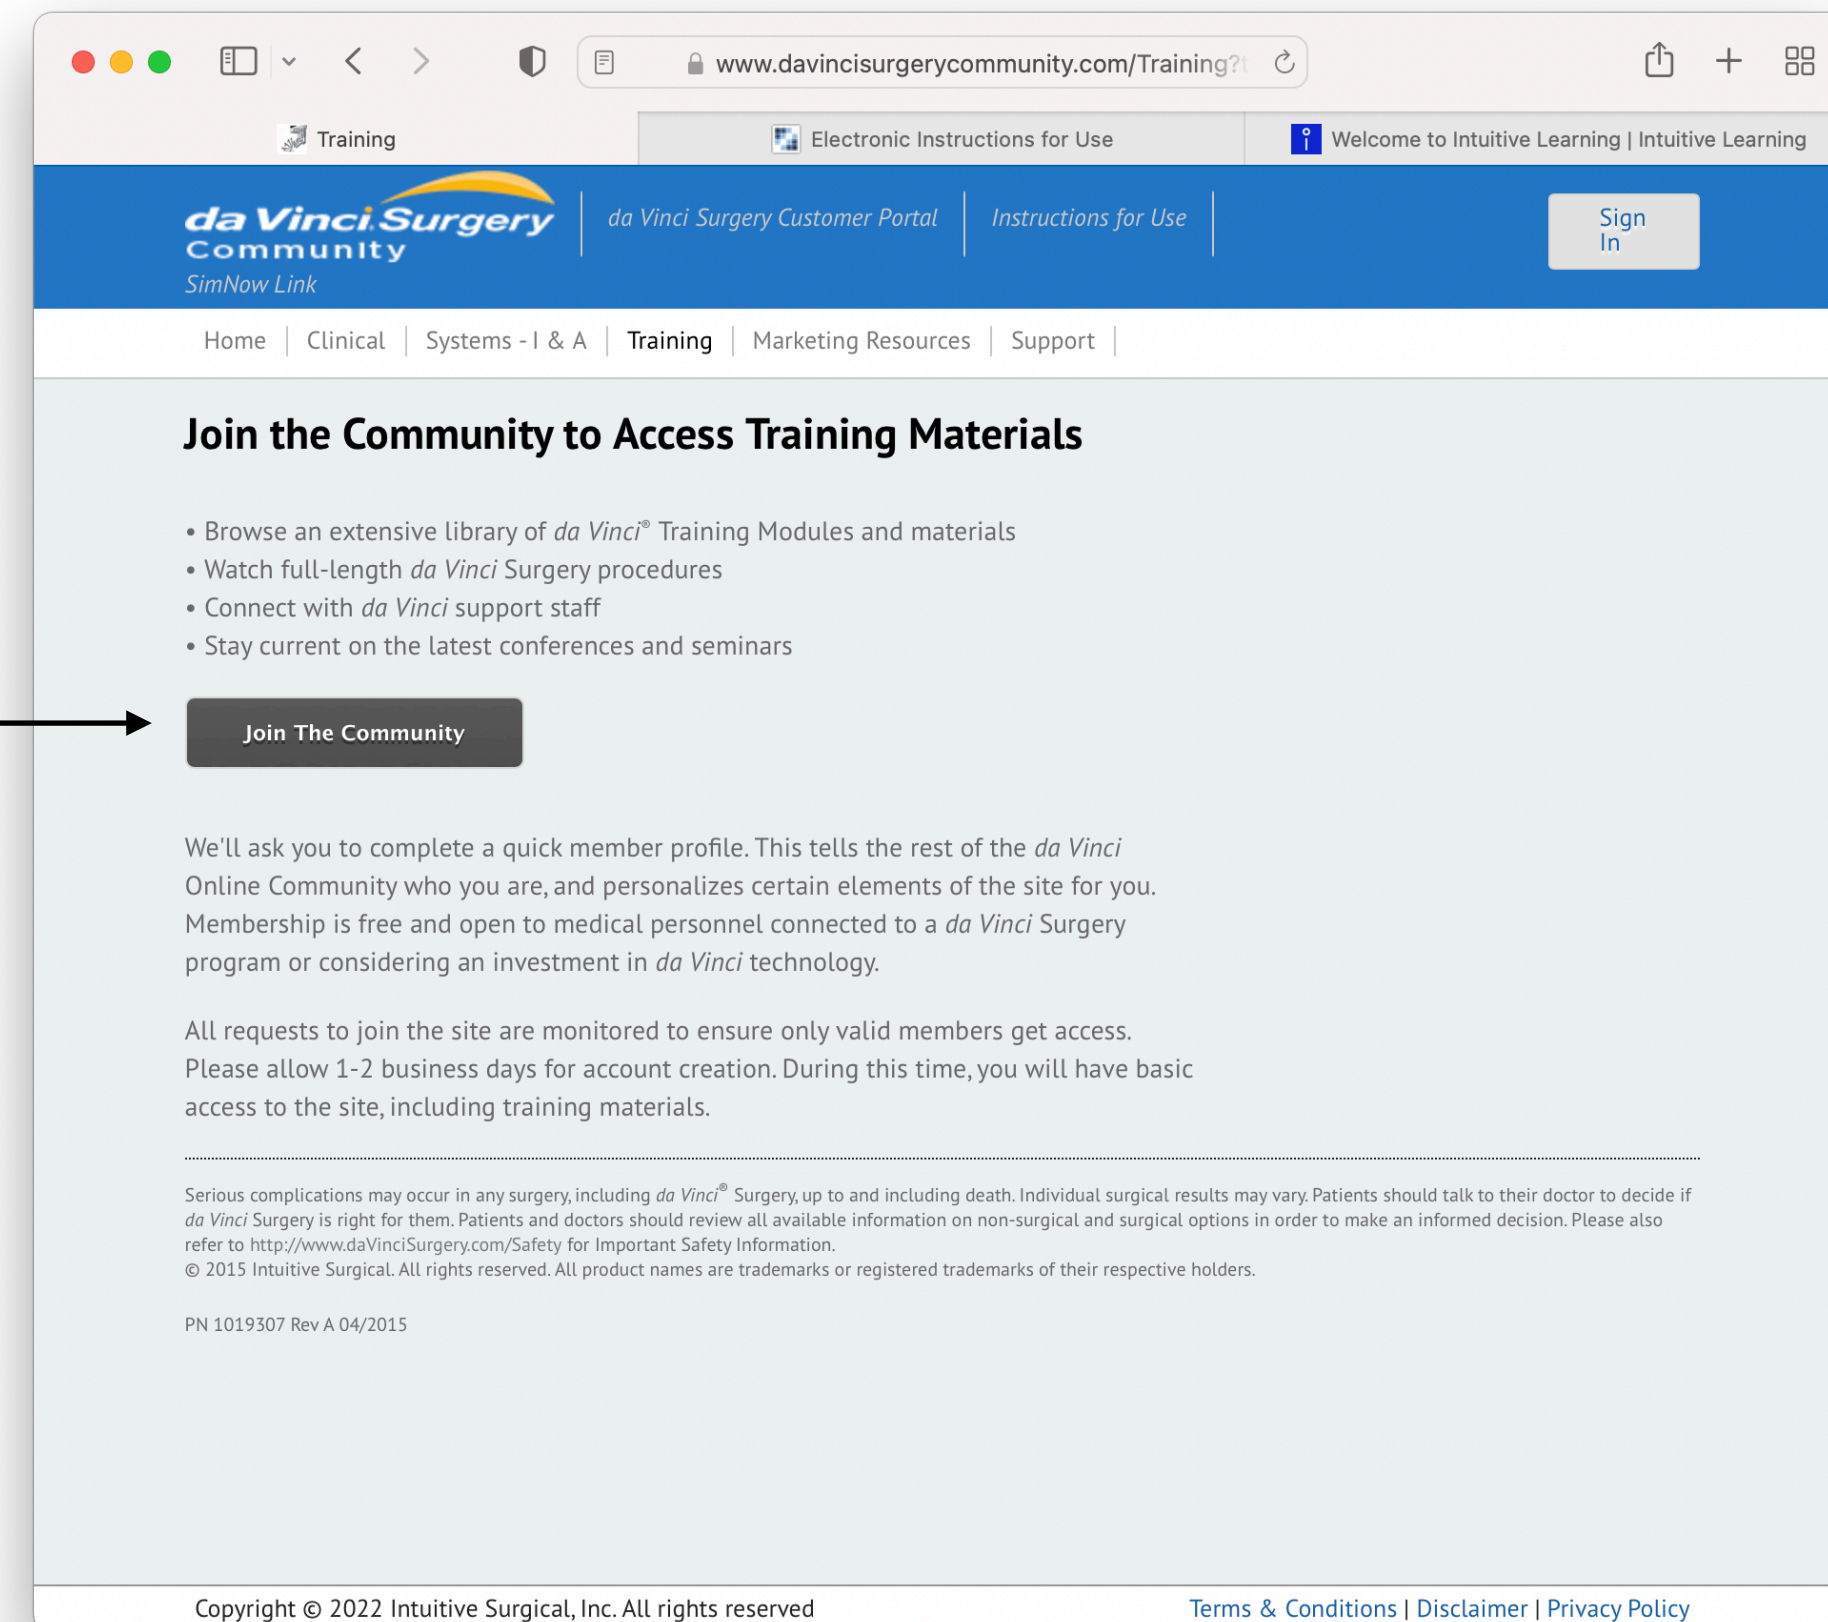 www.davincisurgerycommunity.com/Training?
Training
Electronic Instructions for Use
Welcome to Intuitive Learning | Intuitive Learning
da Vinci Surgery
Community
da Vinci Surgery Customer Portal
Instructions for Use
Sign
In
SimNow Link
Home
Clinical
Systems - I & A
Training
Marketing Resources
Support
Join the Community to Access Training Materials
• Browse an extensive library of da Vinci® Training Modules and materials
• Watch full-length da Vinci Surgery procedures
• Connect with da Vinci support staff
• Stay current on the latest conferences and seminars
Join The Community
We'll ask you to complete a quick member profile. This tells the rest of the da Vinci
Online Community who you are, and personalizes certain elements of the site for you.
Membership is free and open to medical personnel connected to a da Vinci Surgery
program or considering an investment in da Vinci technology.
All requests to join the site are monitored to ensure only valid members get access.
Please allow 1-2 business days for account creation. During this time, you will have basic
access to the site, including training materials.
Serious complications may occur in any surgery, including da Vinci® Surgery, up to and including death. Individual surgical results may vary. Patients should talk to their doctor to decide if
da Vinci Surgery is right for them. Patients and doctors should review all available information on non-surgical and surgical options in order to make an informed decision. Please also
refer to http://www.daVinciSurgery.com/Safety for Important Safety Information.
© 2015 Intuitive Surgical. All rights reserved. All product names are trademarks or registered trademarks of their respective holders.
PN 1019307 Rev A 04/2015
Copyright © 2022 Intuitive Surgical, Inc. All rights reserved
Terms & Conditions | Disclaimer | Privacy Policy